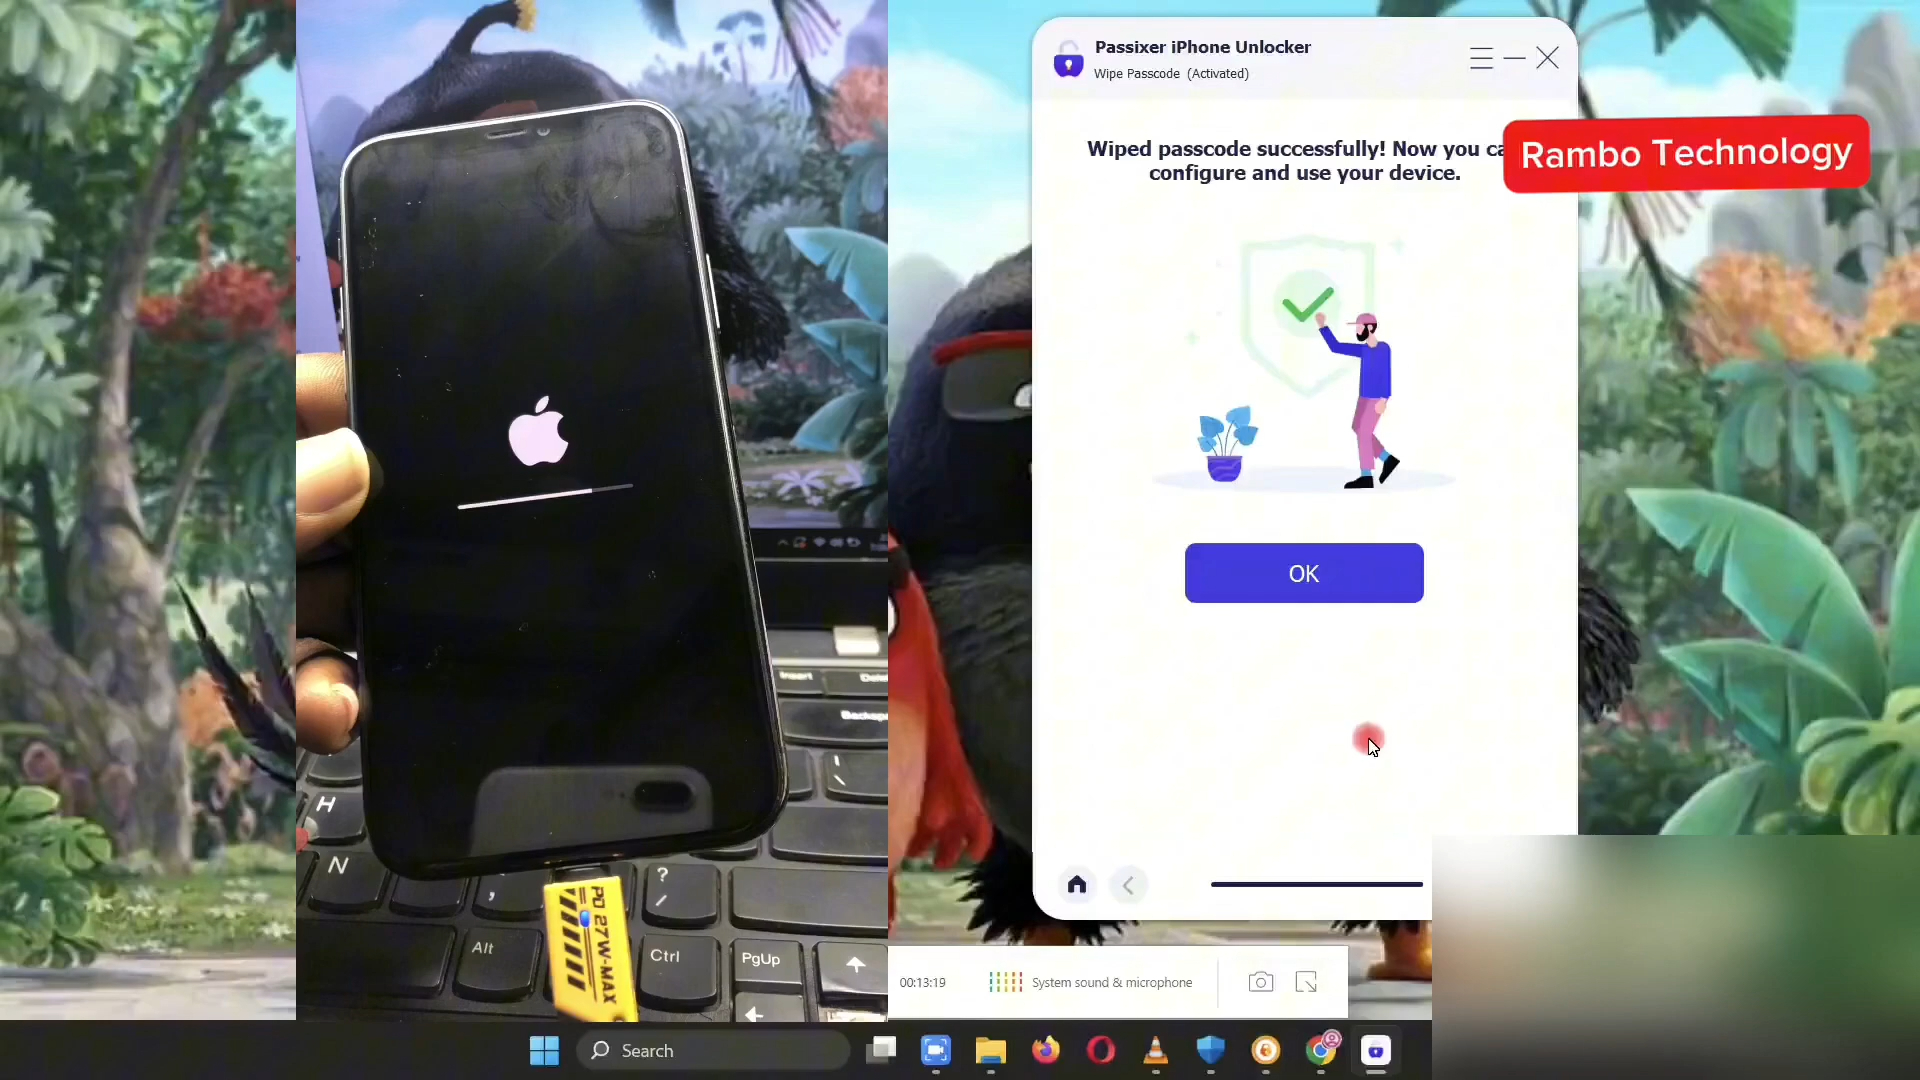 Passixer iPhone Unlocker
Wipe Passcode (Activated)
Wiped passcode successfully! Now you ca
configure and use your device.
Rambo Technology
OK
Insert
H
N
,
?
/
Alt
Ctrl
PgUp
PD 27W-MAX
00:13:19
System sound & microphone
Search